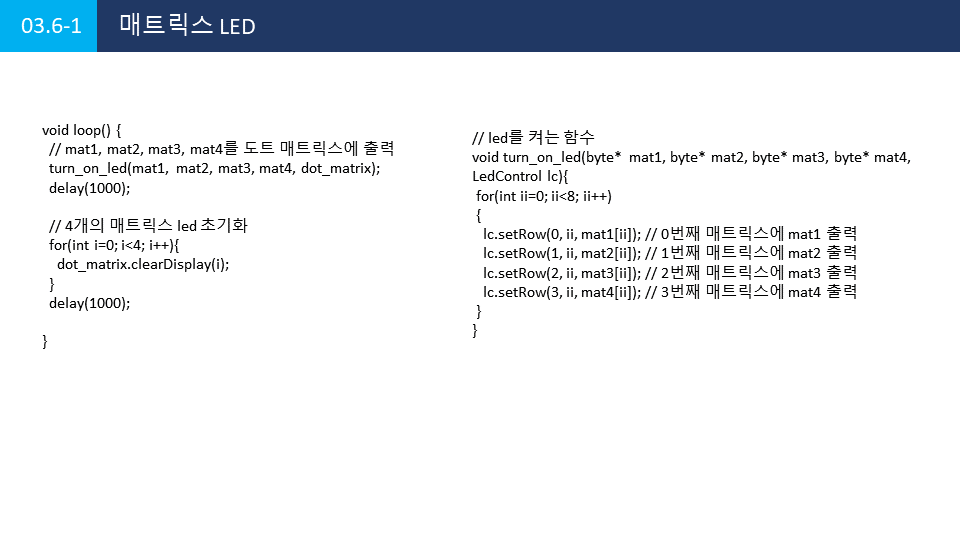 03.6-1
매트릭스 LED
void loop() {
// mat1, mat2, mat3, mat4를 도트 매트릭스에 출력
turn_on_led(mat1, mat2, mat3, mat4, dot_matrix);
delay(1000);
// 4개의 매트릭스 led 초기화
for(int i=0; i<4; i++){
dot_matrix.clearDisplay(i);
}
delay(1000);
}
// led를 켜는 함수
void turn_on_led(byte* mat1, byte* mat2, byte* mat3, byte* mat4,
LedControl lc){
for(int ii=0; ii<8; ii++)
{
lc.setRow(0, ii, mat1[ii]); // 0번째 매트릭스에 mat1 출력
lc.setRow(1, ii, mat2[ii]); // 1번째 매트릭스에 mat2 출력
lc.setRow(2, ii, mat3[ii]); // 2번째 매트릭스에 mat3 출력
lc.setRow(3, ii, mat4[ii]); // 3번째 매트릭스에 mat4 출력
}
}